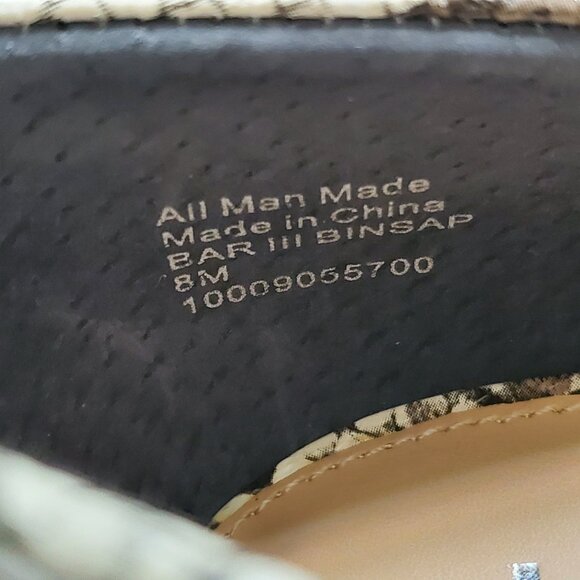 All Man Made
Made in China
BAR III BINSAP
8M
10009055700